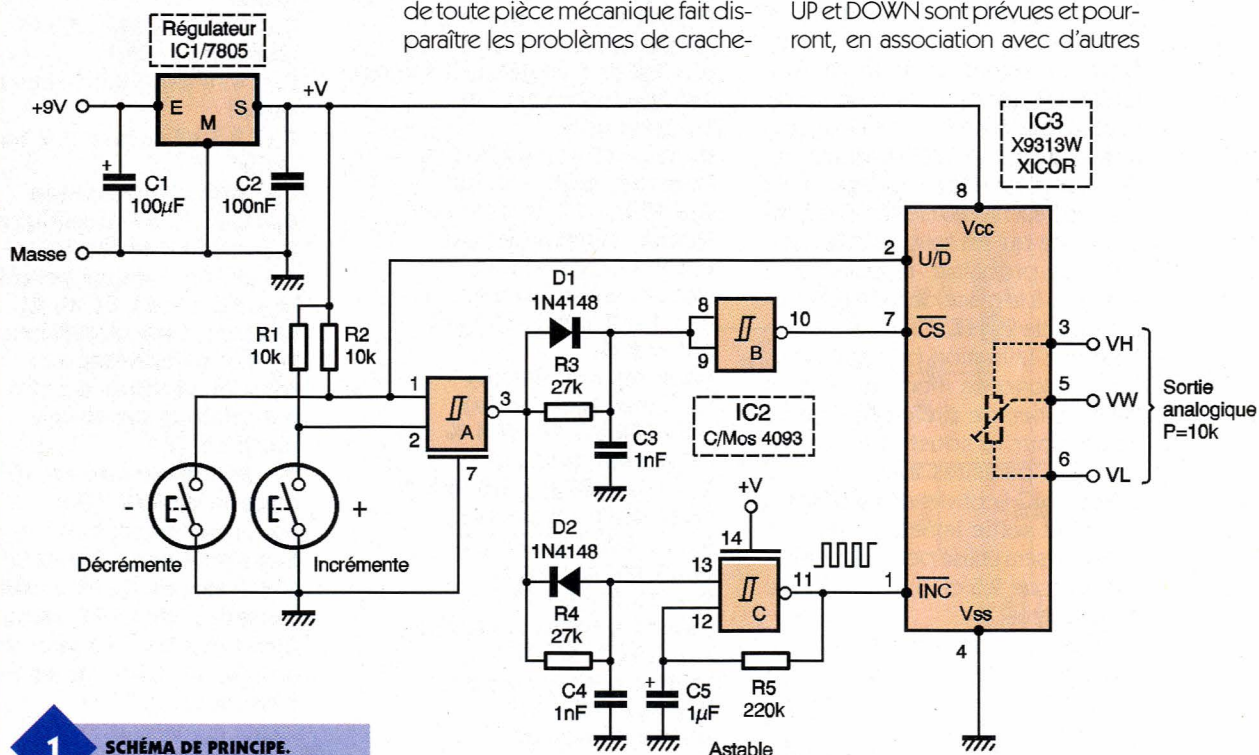 de toute pièce mécanique fait dis-
paraître les problèmes de crache-
UP et DOWN sont prévues et pour-
ront, en association avec d'autres
Régulateur
IC1/7805
+9V
E
M
S
+V
+
C1
100µF
C2
100nF
Masse
IC3
X9313W
XICOR
8
Vcc
2
U/D̅
7
C̅S̅
1
I̅N̅C̅
Vss
4
3
VH
5
VW
6
VL
Sortie
analogique
P=10k
R1
10k
R2
10k
1
2
A
3
7
-
+
Décrémente
Incrémente
D1
1N4148
R3
27k
C3
1nF
8
9
B
10
IC2
C/Mos 4093
D2
1N4148
R4
27k
C4
1nF
+V
14
13
12
C
11
+
C5
1µF
R5
220k
Astable
1
SCHÉMA DE PRINCIPE.